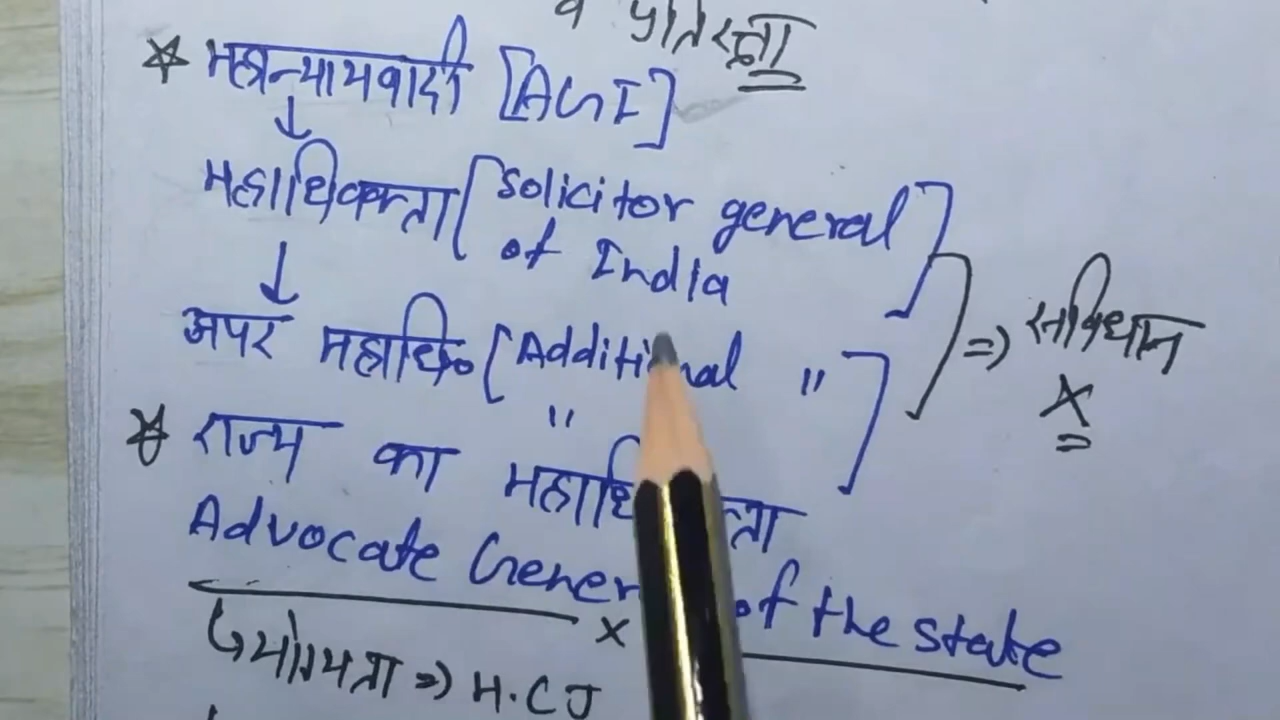 व प्रतिरक्षा
☆ महान्यायवादी [AGI]
↓
महाधिवक्ता [Solicitor general
of India]
↓
अपर महाधि० [Additional "
"] => संविधान
X
☆ राज्य का महाधिवक्ता
Advocate General of the state
X
योग्यता => H.C J